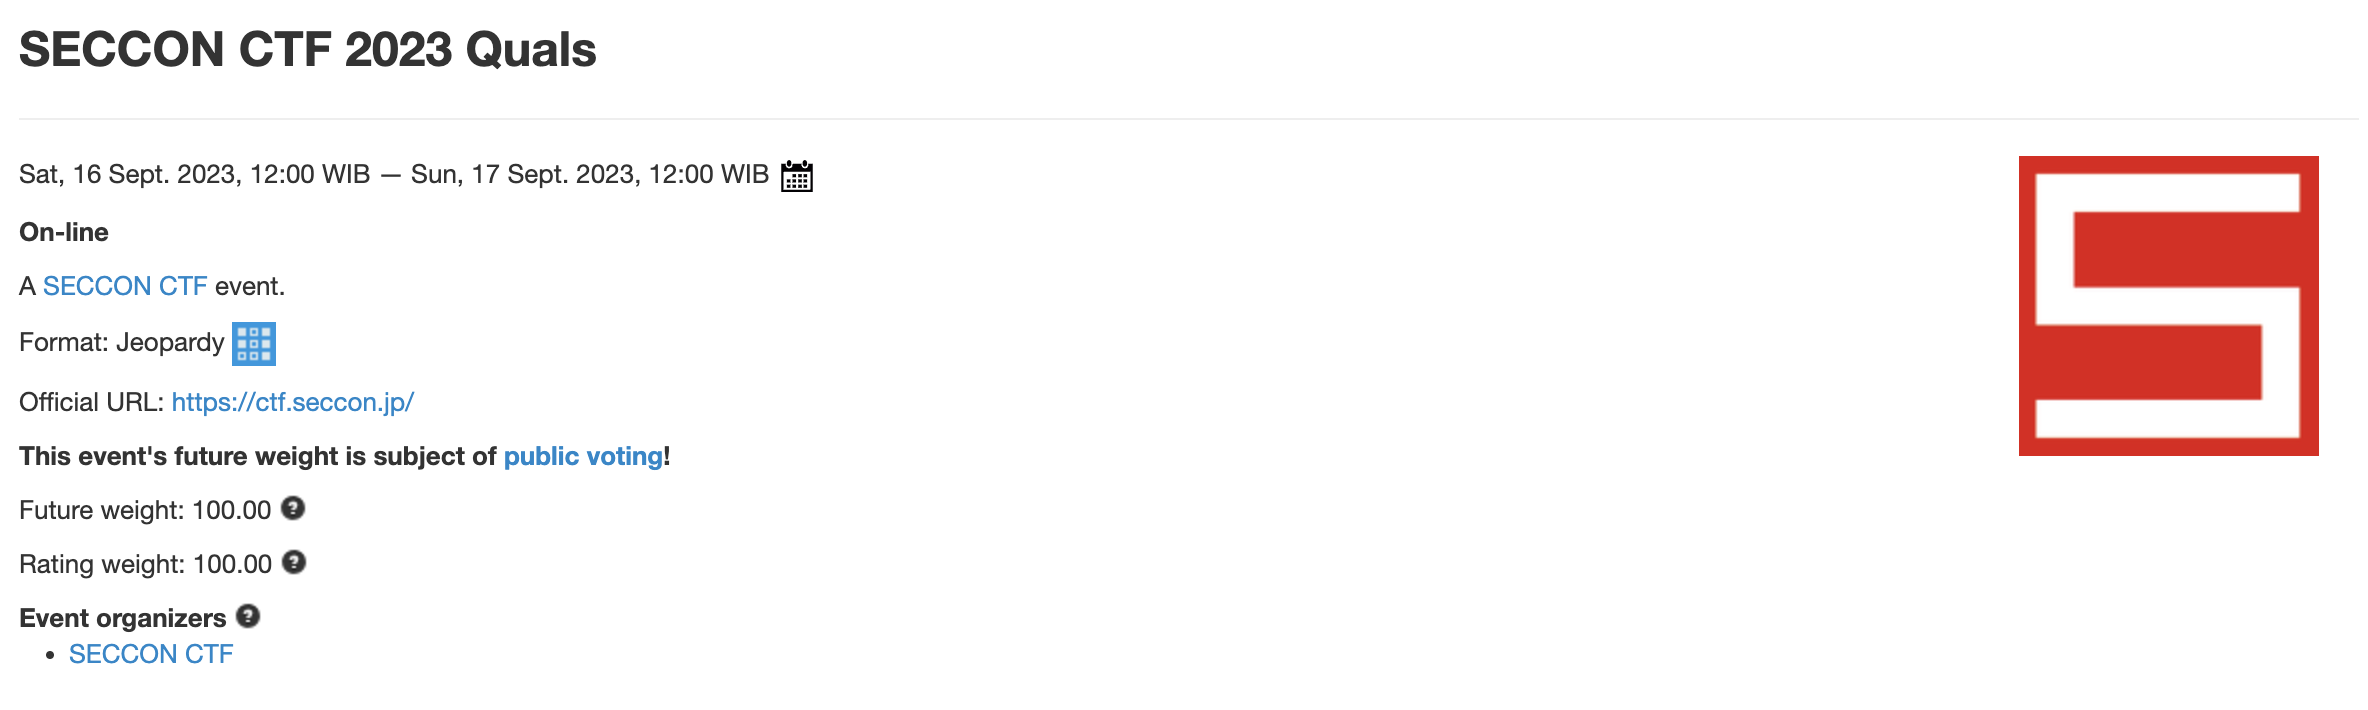 SECCON CTF 2023 Quals
Sat, 16 Sept. 2023, 12:00 WIB — Sun, 17 Sept. 2023, 12:00 WIB
On-line
A SECCON CTF event.
Format: Jeopardy
Official URL: https://ctf.seccon.jp/
This event's future weight is subject of public voting!
Future weight: 100.00 ?
Rating weight: 100.00 ?
Event organizers ?
• SECCON CTF